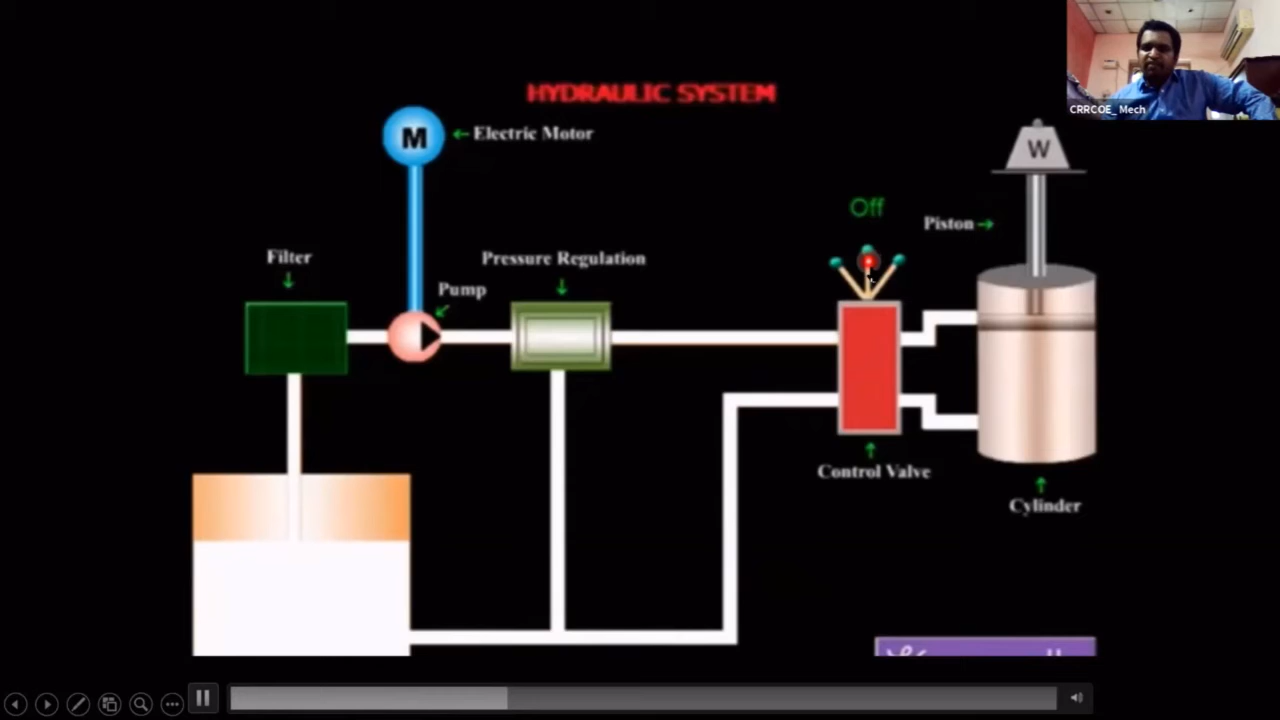 HYDRAULIC SYSTEM
CRRCOE_ Mech
M
← Electric Motor
W
Off
Piston→
Filter
↓
Pressure Regulation
↓
Pump
↙
↑
Control Valve
↑
Cylinder